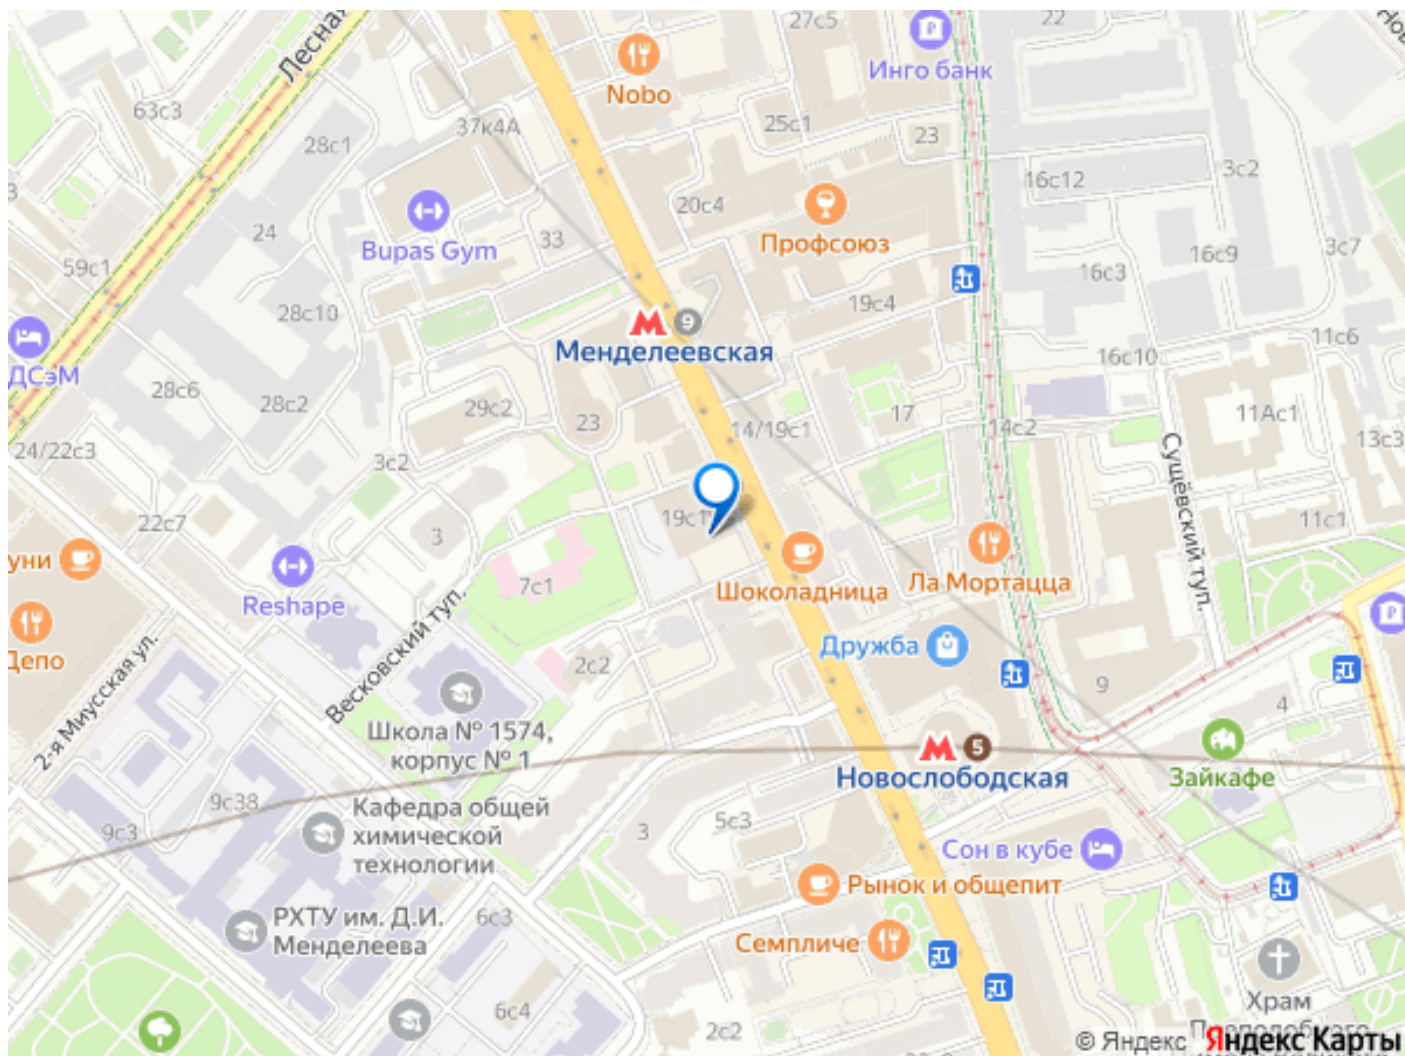 27с5
22
Лесная
Nobo
Инго банк
63с3
37к4А
28с1
25с1
23
3с2
16с12
20с4
24
Bupas Gym
33
Профсоюз
3с7
16с9
16с3
59с1
28с10
19с4
9
Менделеевская
11с6
16с10
ДСэМ
28с6
28с2
29с2
23
17
11Ас1
14/19с1
14с2
13с3
24/22с3
3с2
Сущёвский туп.
22с7
3
19с1
11с1
уни
7с1
Шоколадница
Ла Мортацца
Reshape
Весковский туп.
Депо
2-я Миусская ул.
2с2
Дружба
9
Школа № 1574,
корпус № 1
4
5
Новослободская
Зайкафе
9с38
9с3
Кафедра общей
химической
технологии
3
5с3
Сон в кубе
Рынок и общепит
РХТУ им. Д.И.
Менделеева
6с3
Семпличе
6с4
2с2
Храм
© Яндекс Яндекс Карты